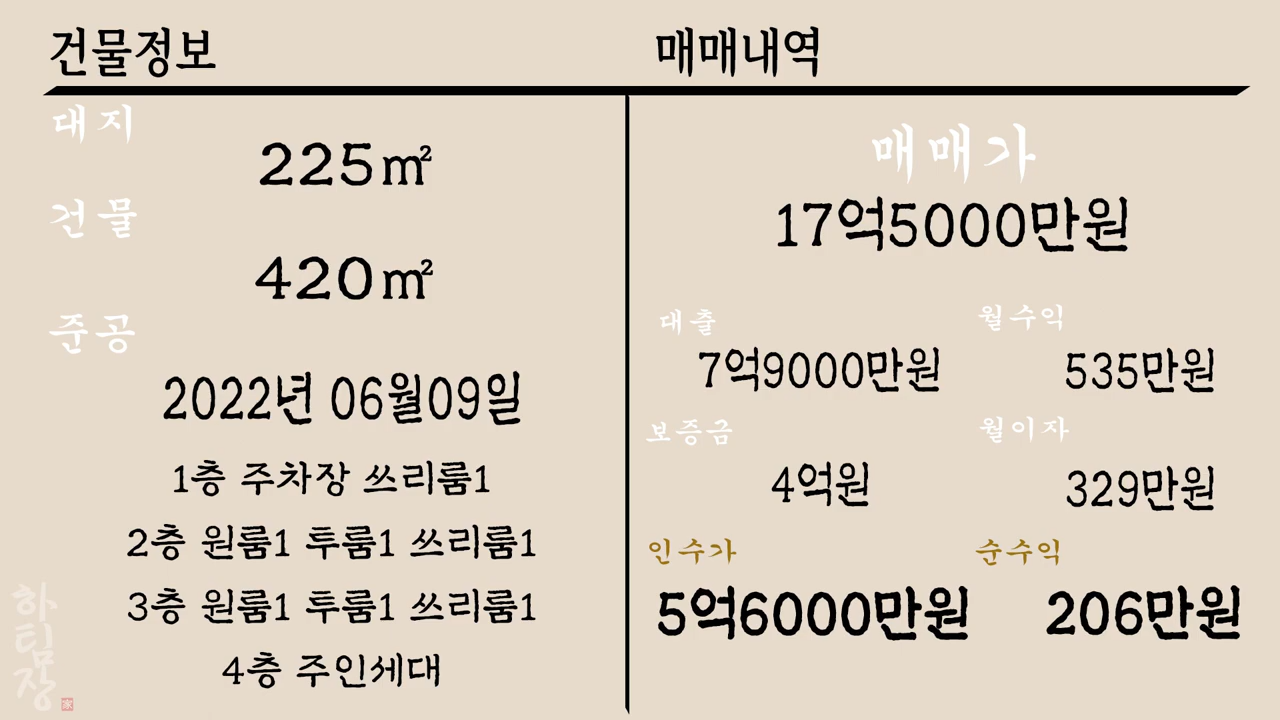 건물정보
대지
225㎡
건물
420㎡
준공
2022년 06월09일
1층 주차장 쓰리룸1
2층 원룸1 투룸1 쓰리룸1
3층 원룸1 투룸1 쓰리룸1
4층 주인세대
하팀장
매매내역
매매가
17억5000만원
대출
7억9000만원
월수익
535만원
보증금
4억원
월이자
329만원
인수가
5억6000만원
순수익
206만원